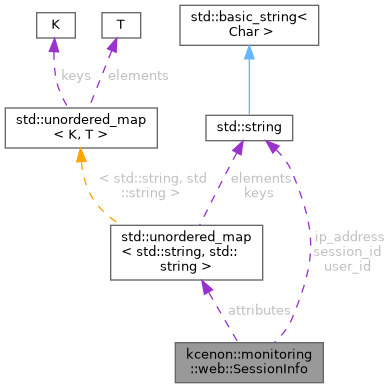 K
T
std::basic_string<
Char >
keys
elements
std::unordered_map
< K, T >
std::string
< std::string, std
::string >
elements
keys
std::unordered_map
< std::string, std::
string >
ip_address
session_id
user_id
attributes
kcenon::monitoring
::web::SessionInfo